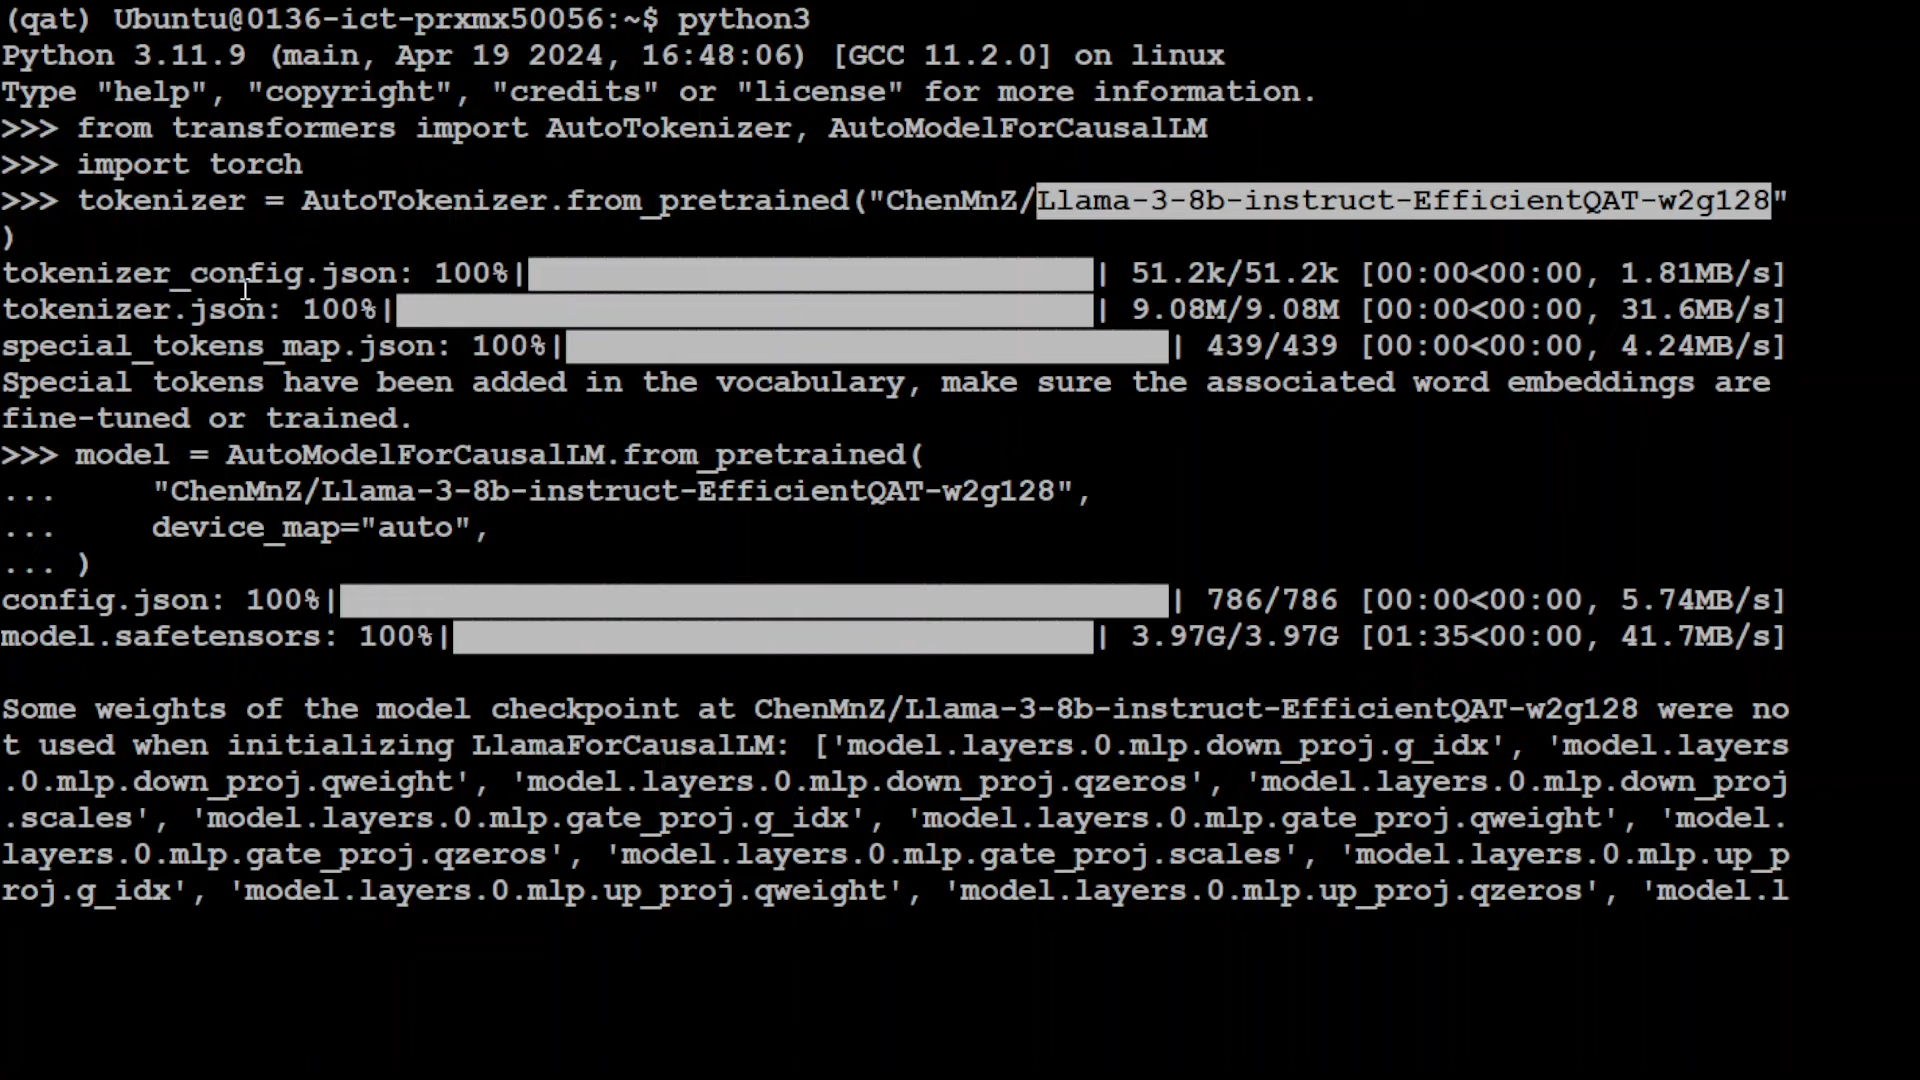 (qat) Ubuntu@0136-ict-prxmx50056:~$ python3
Python 3.11.9 (main, Apr 19 2024, 16:48:06) [GCC 11.2.0] on linux
Type "help", "copyright", "credits" or "license" for more information.
>>> from transformers import AutoTokenizer, AutoModelForCausalLM
>>> import torch
>>> tokenizer = AutoTokenizer.from_pretrained("ChenMnZ/Llama-3-8b-instruct-EfficientQAT-w2g128"
)
tokenizer_config.json: 100%| | 51.2k/51.2k [00:00<00:00, 1.81MB/s]
tokenizer.json: 100%| | 9.08M/9.08M [00:00<00:00, 31.6MB/s]
special_tokens_map.json: 100%| | 439/439 [00:00<00:00, 4.24MB/s]
Special tokens have been added in the vocabulary, make sure the associated word embeddings are
fine-tuned or trained.
>>> model = AutoModelForCausalLM.from_pretrained(
...     "ChenMnZ/Llama-3-8b-instruct-EfficientQAT-w2g128",
...     device_map="auto",
... )
config.json: 100%| | 786/786 [00:00<00:00, 5.74MB/s]
model.safetensors: 100%| | 3.97G/3.97G [01:35<00:00, 41.7MB/s]
Some weights of the model checkpoint at ChenMnZ/Llama-3-8b-instruct-EfficientQAT-w2g128 were no
t used when initializing LlamaForCausalLM: ['model.layers.0.mlp.down_proj.g_idx', 'model.layers
.0.mlp.down_proj.qweight', 'model.layers.0.mlp.down_proj.qzeros', 'model.layers.0.mlp.down_proj
.scales', 'model.layers.0.mlp.gate_proj.g_idx', 'model.layers.0.mlp.gate_proj.qweight', 'model.
layers.0.mlp.gate_proj.qzeros', 'model.layers.0.mlp.gate_proj.scales', 'model.layers.0.mlp.up_p
roj.g_idx', 'model.layers.0.mlp.up_proj.qweight', 'model.layers.0.mlp.up_proj.qzeros', 'model.l